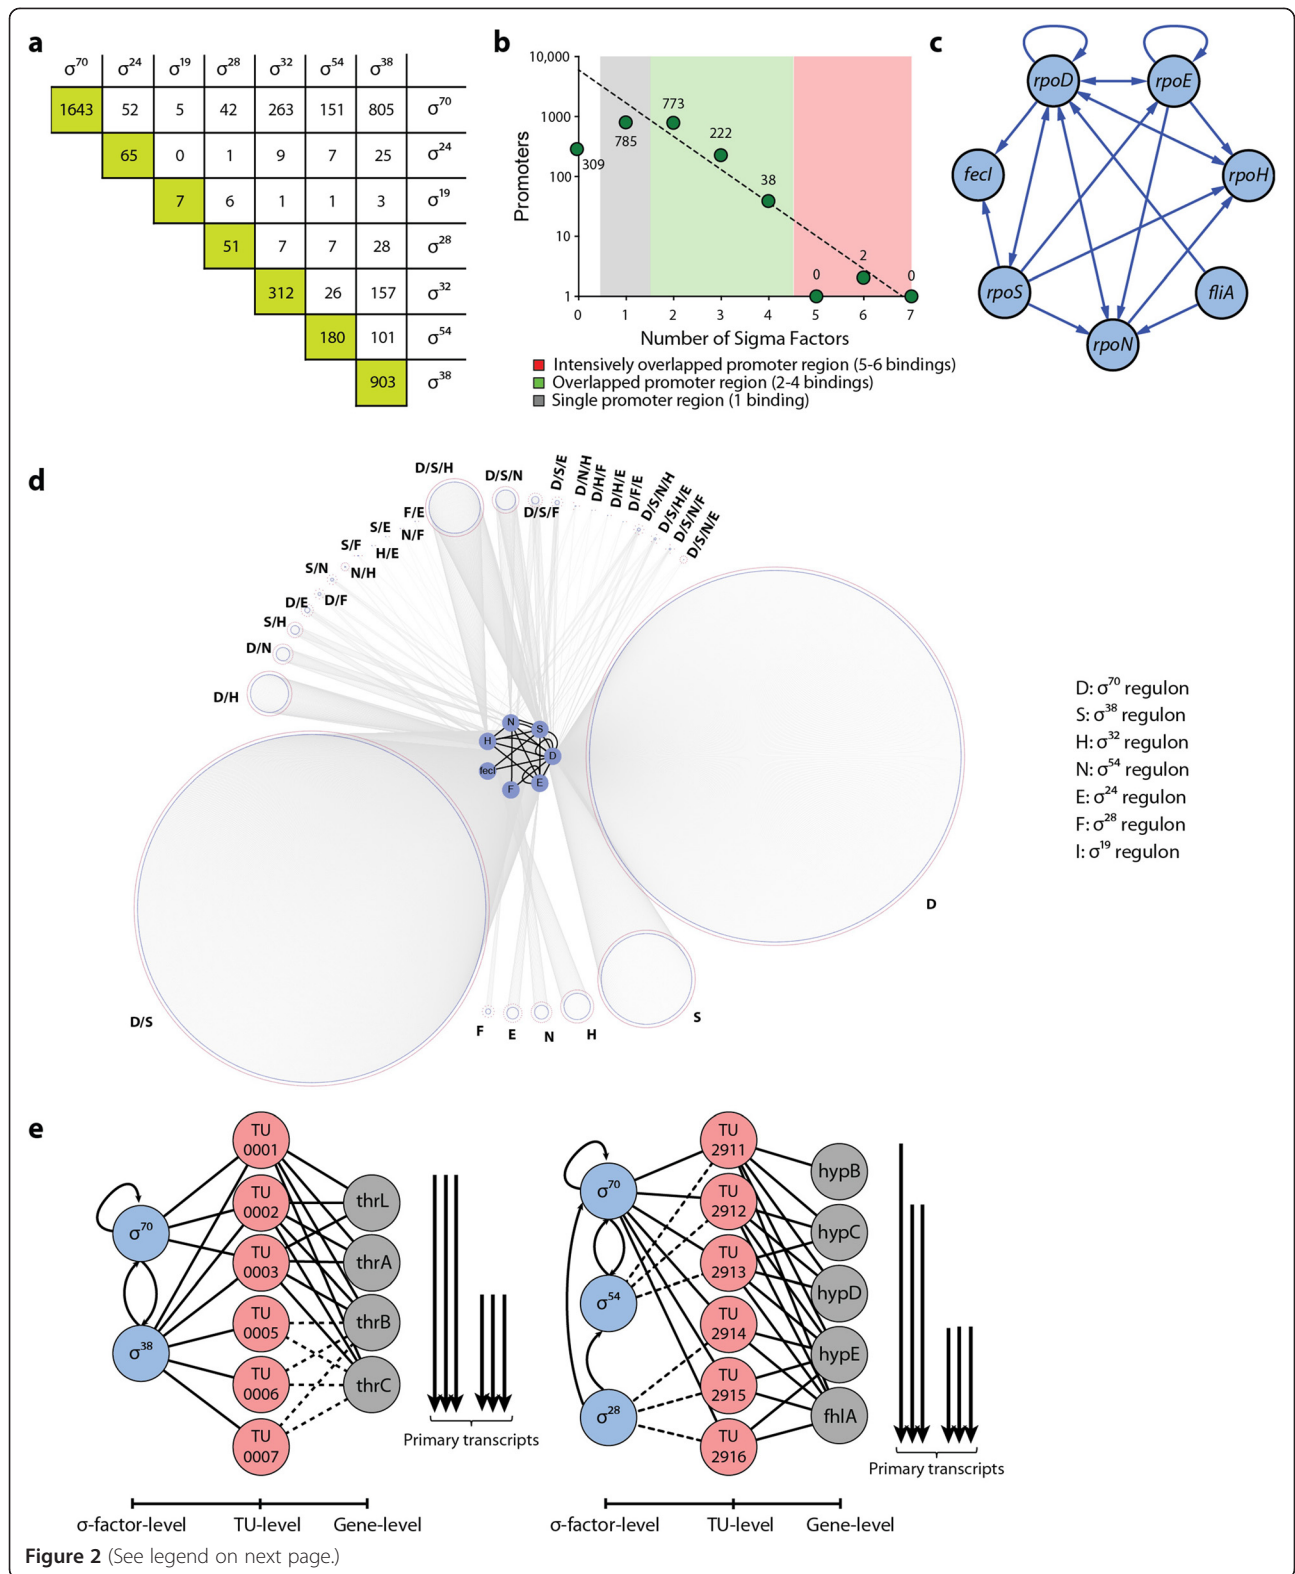 a
σ70 σ24 σ19 σ28 σ32 σ54 σ38
1643 52 5 42 263 151 805 σ70
65 0 1 9 7 25 σ24
7 6 1 1 3 σ19
51 7 7 28 σ28
312 26 157 σ32
180 101 σ54
903 σ38
b
Promoters
10,000
1000
100
10
1
309
785
773
222
38
0
2
0
0 1 2 3 4 5 6 7
Number of Sigma Factors
Intensively overlapped promoter region (5-6 bindings)
Overlapped promoter region (2-4 bindings)
Single promoter region (1 binding)
c
rpoD
rpoE
fecI
rpoH
rpoS
fliA
rpoN
d
D/S/H
D/S/N
D/S/F
D/S/E
D/N/H
D/H/F
D/H/E
D/F/E
D/S/N/H
D/S/H/E
D/S/N/F
D/S/N/E
F/E
N/F
S/E
H/E
S/F
N/H
S/N
D/F
D/E
S/H
D/N
D/H
N
S
H
D
fecI
F
E
D
D/S
F
E
N
H
S
D: σ70 regulon
S: σ38 regulon
H: σ32 regulon
N: σ54 regulon
E: σ24 regulon
F: σ28 regulon
I: σ19 regulon
e
σ70
σ38
TU
0001
TU
0002
TU
0003
TU
0005
TU
0006
TU
0007
thrL
thrA
thrB
thrC
Primary transcripts
σ-factor-level TU-level Gene-level
σ70
σ54
σ28
TU
2911
TU
2912
TU
2913
TU
2914
TU
2915
TU
2916
hypB
hypC
hypD
hypE
fhlA
Primary transcripts
σ-factor-level TU-level Gene-level
Figure 2 (See legend on next page.)